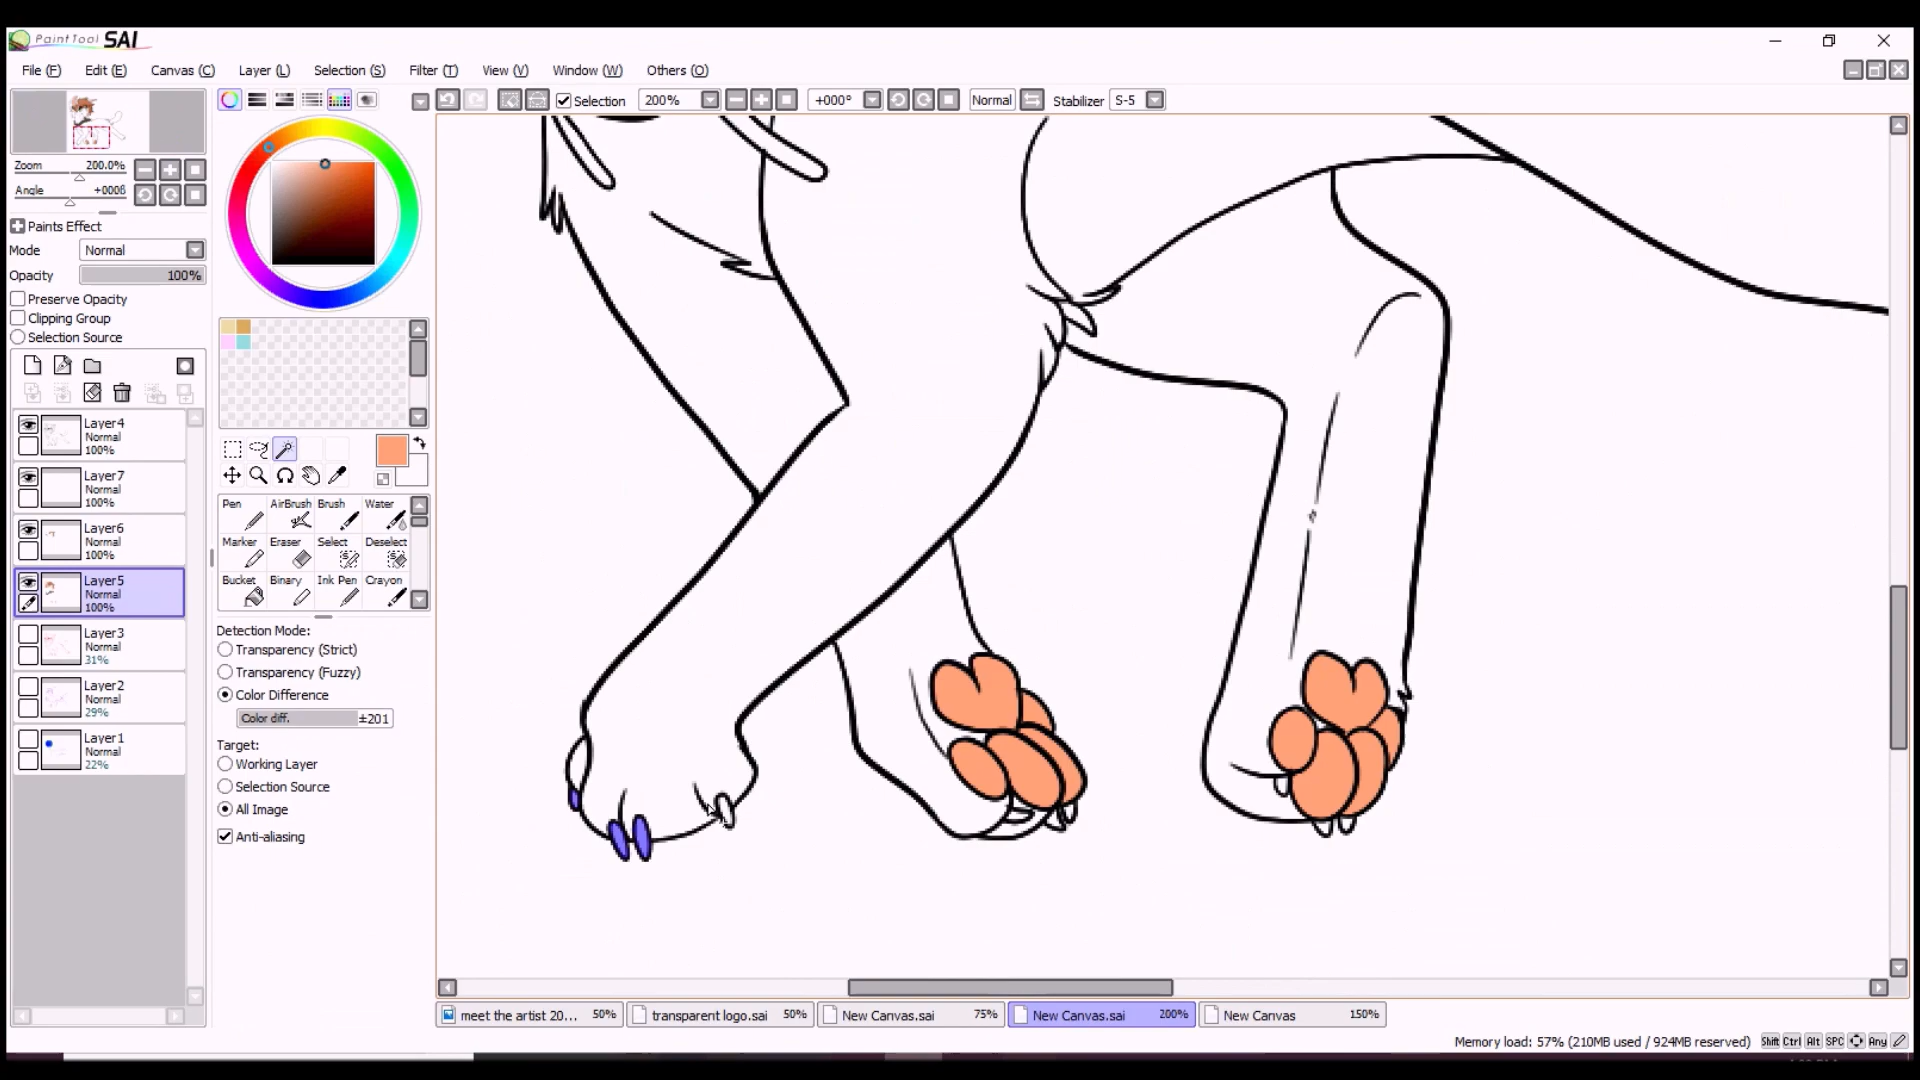 PaintTool SAI
File (F) Edit (E) Canvas (C) Layer (L) Selection (S) Filter (T) View (V) Window (W) Others (O)
Selection 200% +000° Normal Stabilizer S-5
Zoom 200.0%
Angle +000ß
Paints Effect
Mode Normal
Opacity 100%
Preserve Opacity
Clipping Group
Selection Source
Layer4
Normal
100%
Layer7
Normal
100%
Layer6
Normal
100%
Layer5
Normal
100%
Layer3
Normal
31%
Layer2
Normal
29%
Layer1
Normal
22%
Pen AirBrush Brush Water
Marker Eraser Select Deselect
Bucket Binary Ink Pen Crayon
Detection Mode:
Transparency (Strict)
Transparency (Fuzzy)
Color Difference
Color diff. ±201
Target:
Working Layer
Selection Source
All Image
Anti-aliasing
meet the artist 20... 50% transparent logo.sai 50% New Canvas.sai 75% New Canvas.sai 200% New Canvas 150%
Memory load: 57% (210MB used / 924MB reserved) Shift Ctrl Alt SPC Any